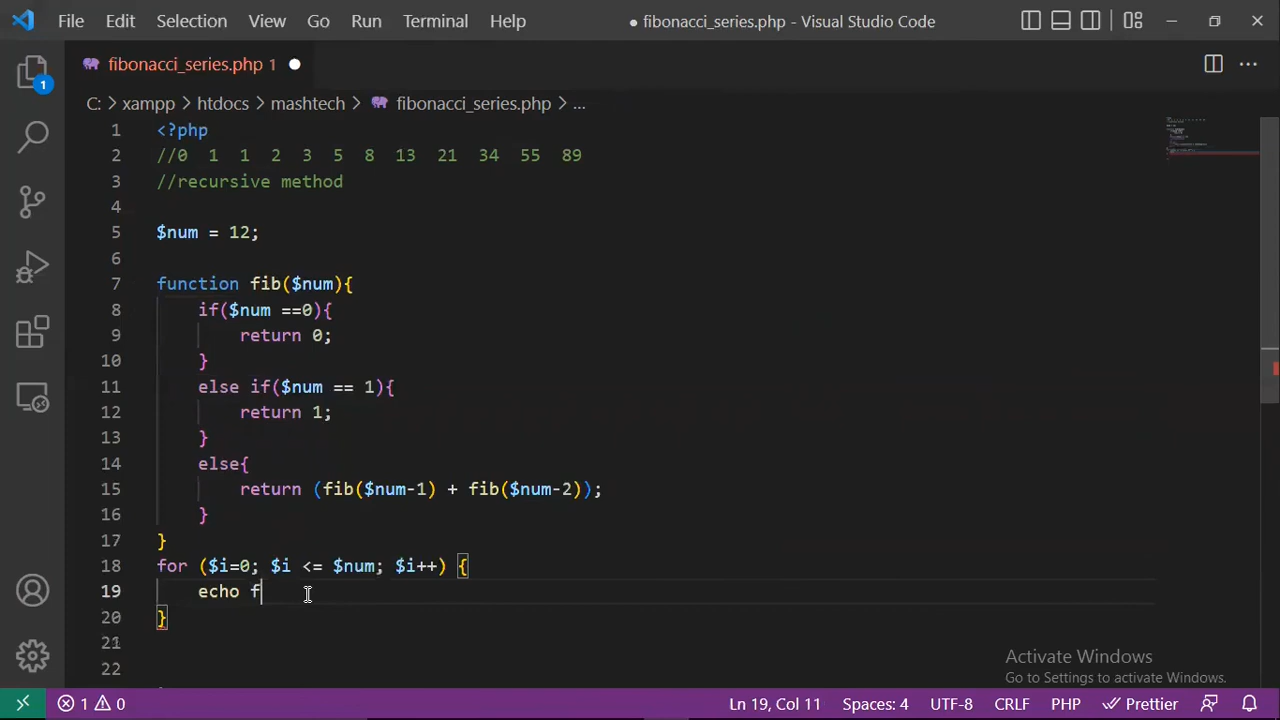 File Edit Selection View Go Run Terminal Help ● fibonacci_series.php - Visual Studio Code
fibonacci_series.php 1
C: > xampp > htdocs > mashtech > fibonacci_series.php > ...
1 <?php
2 //0 1 1 2 3 5 8 13 21 34 55 89
3 //recursive method
4
5 $num = 12;
6
7 function fib($num){
8 if($num ==0){
9 return 0;
10 }
11 else if($num == 1){
12 return 1;
13 }
14 else{
15 return (fib($num-1) + fib($num-2));
16 }
17 }
18 for ($i=0; $i <= $num; $i++) {
19 echo f
20 }
21
22
1
Activate Windows
Go to Settings to activate Windows.
1 0 Ln 19, Col 11 Spaces: 4 UTF-8 CRLF PHP Prettier